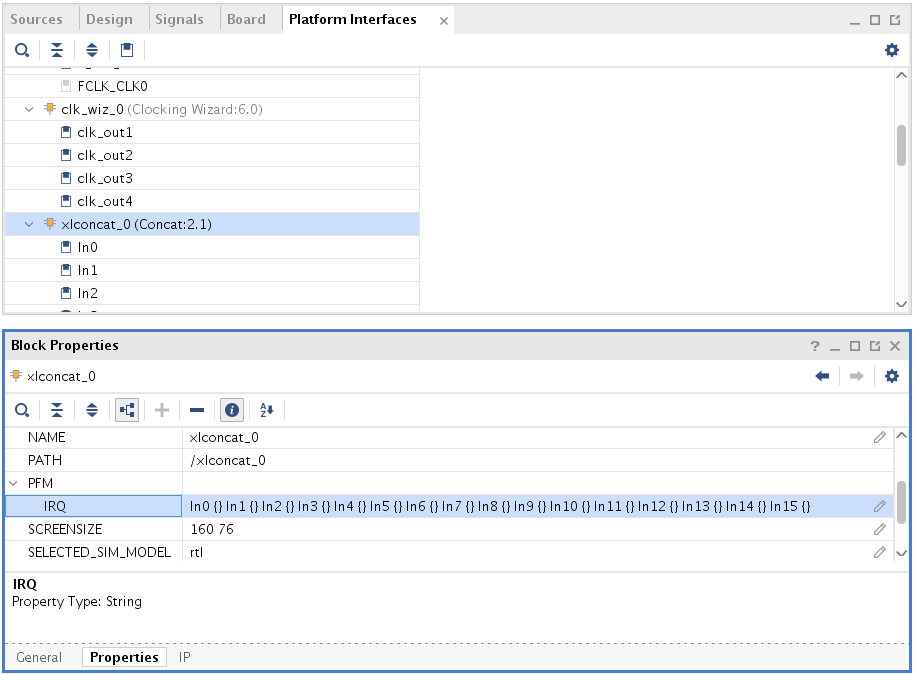 Sources Design Signals Board Platform Interfaces
FCLK_CLK0
clk_wiz_0 (Clocking Wizard:6.0)
clk_out1
clk_out2
clk_out3
clk_out4
xlconcat_0 (Concat:2.1)
In0
In1
In2
Block Properties
xlconcat_0
NAME xlconcat_0
PATH /xlconcat_0
PFM
IRQ In0 {} In1 {} In2 {} In3 {} In4 {} In5 {} In6 {} In7 {} In8 {} In9 {} In10 {} In11 {} In12 {} In13 {} In14 {} In15 {}
SCREENSIZE 160 76
SELECTED_SIM_MODEL rtl
IRQ
Property Type: String
General Properties IP